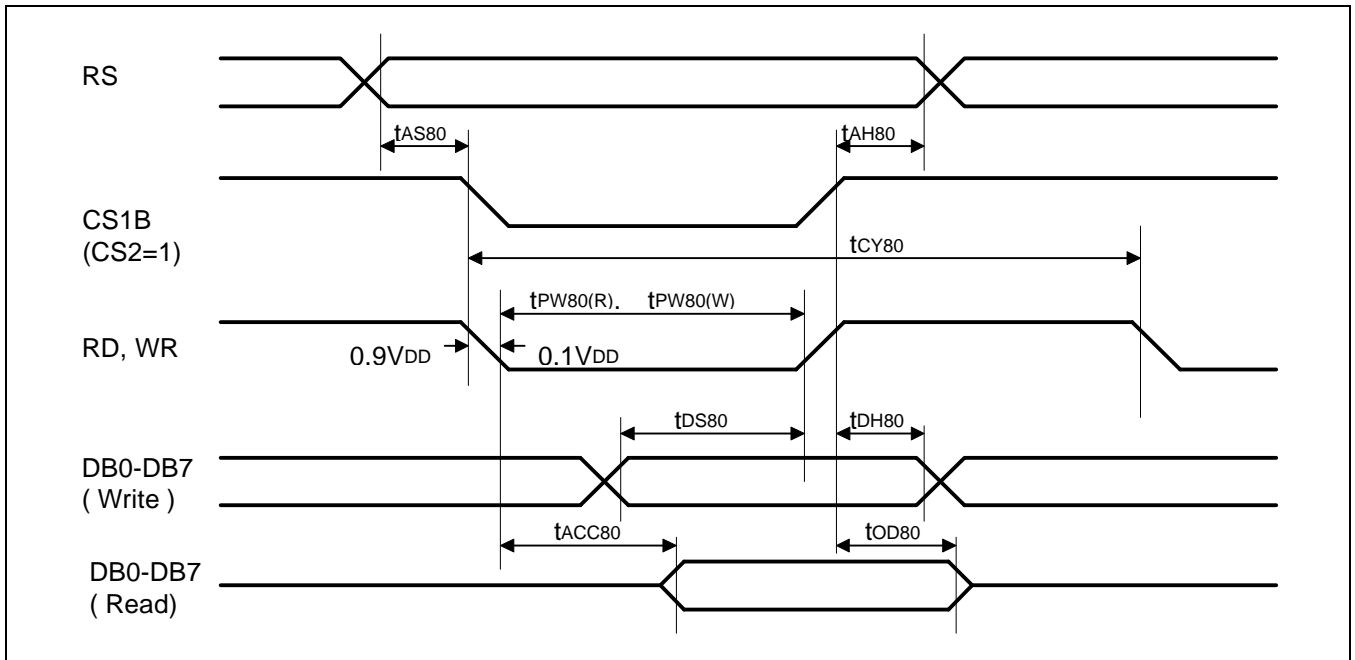 RS
tAS80
tAH80
CS1B
(CS2=1)
tCY80
tPW80(R). tPW80(W)
RD, WR
0.9VDD
0.1VDD
tDS80
tDH80
DB0-DB7
( Write )
tACC80
tOD80
DB0-DB7
( Read)